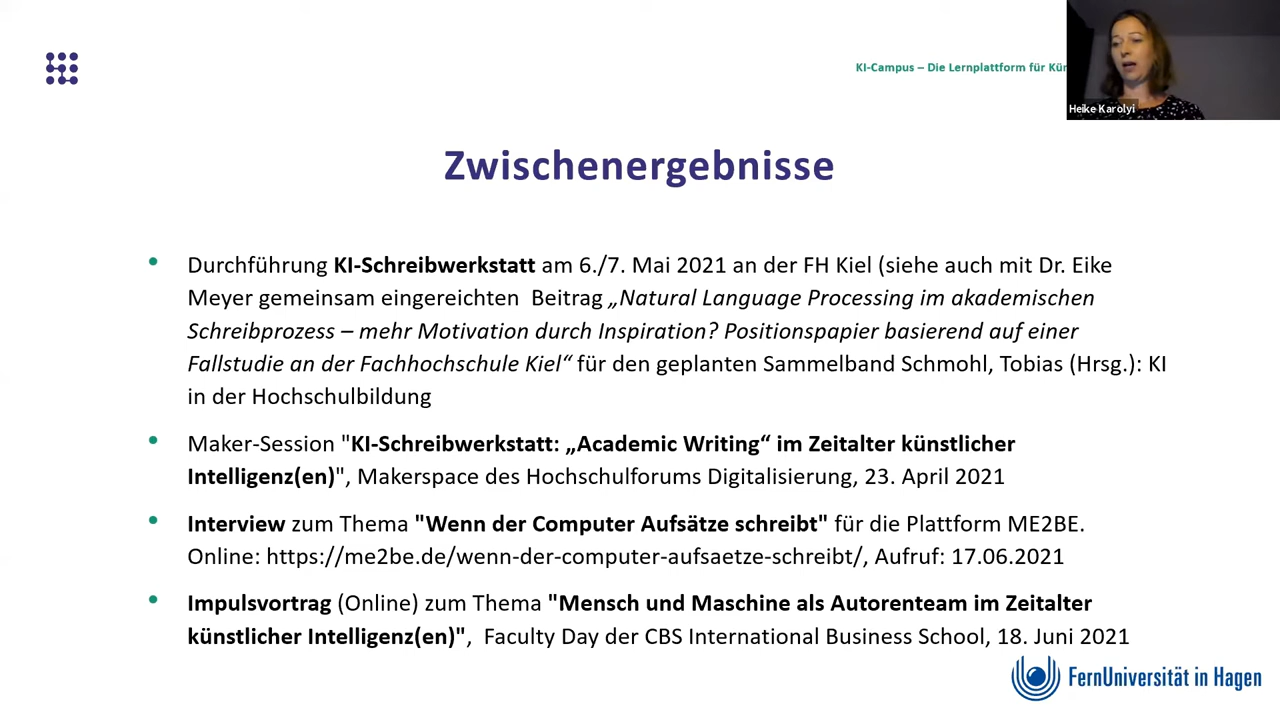 KI-Campus – Die Lernplattform für
Heike Karolyi
Zwischenergebnisse
• Durchführung KI-Schreibwerkstatt am 6./7. Mai 2021 an der FH Kiel (siehe auch mit Dr. Eike
Meyer gemeinsam eingereichten Beitrag „Natural Language Processing im akademischen
Schreibprozess – mehr Motivation durch Inspiration? Positionspapier basierend auf einer
Fallstudie an der Fachhochschule Kiel“ für den geplanten Sammelband Schmohl, Tobias (Hrsg.): KI
in der Hochschulbildung
• Maker-Session "KI-Schreibwerkstatt: „Academic Writing“ im Zeitalter künstlicher
Intelligenz(en)", Makerspace des Hochschulforums Digitalisierung, 23. April 2021
• Interview zum Thema "Wenn der Computer Aufsätze schreibt" für die Plattform ME2BE.
Online: https://me2be.de/wenn-der-computer-aufsaetze-schreibt/, Aufruf: 17.06.2021
• Impulsvortrag (Online) zum Thema "Mensch und Maschine als Autorenteam im Zeitalter
künstlicher Intelligenz(en)", Faculty Day der CBS International Business School, 18. Juni 2021
FernUniversität in Hagen